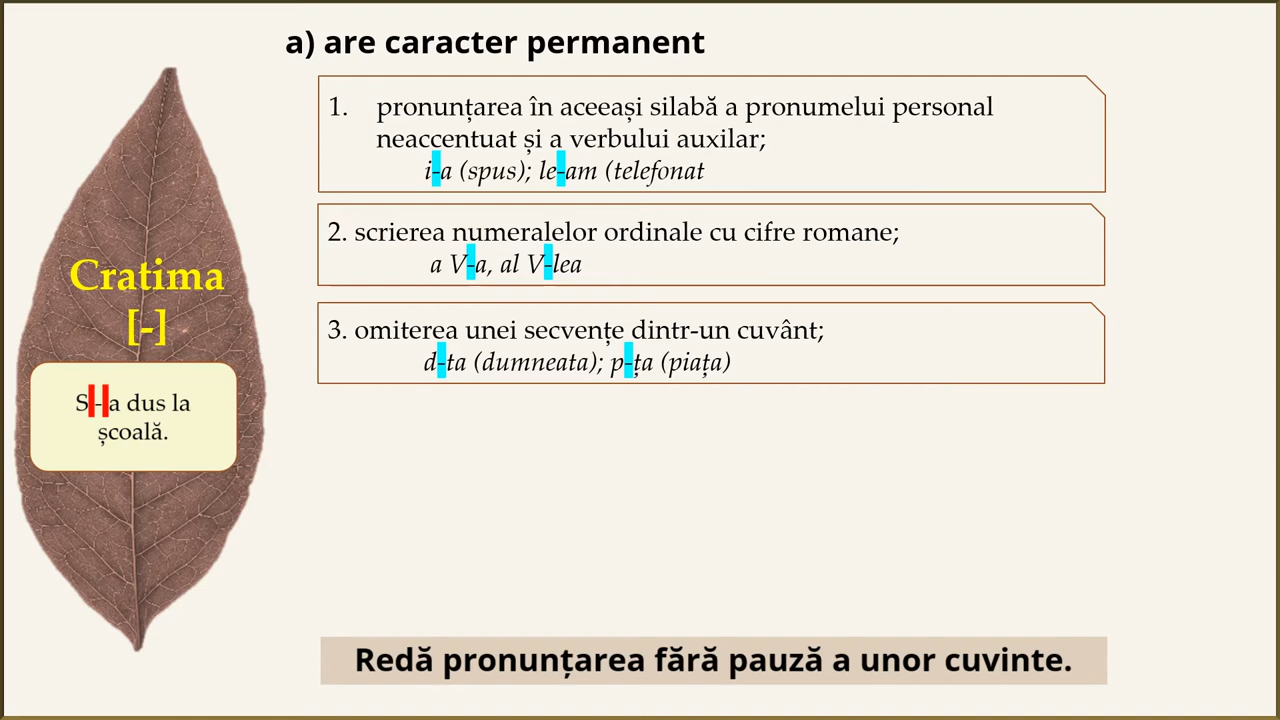 a) are caracter permanent
1. pronunțarea în aceeași silabă a pronumelui personal
neaccentuat și a verbului auxilar;
i-a (spus); le-am (telefonat
2. scrierea numeralelor ordinale cu cifre romane;
a V-a, al V-lea
3. omiterea unei secvențe dintr-un cuvânt;
d-ta (dumneata); p-ța (piața)
Cratima
[-]
S-a dus la
școală.
Redă pronunțarea fără pauză a unor cuvinte.